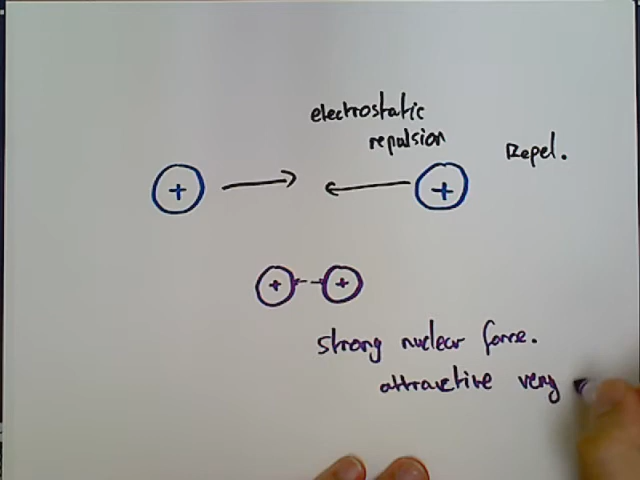 electrostatic
repulsion
Repel.
+
+
+ +
strong nuclear force.
attractive very